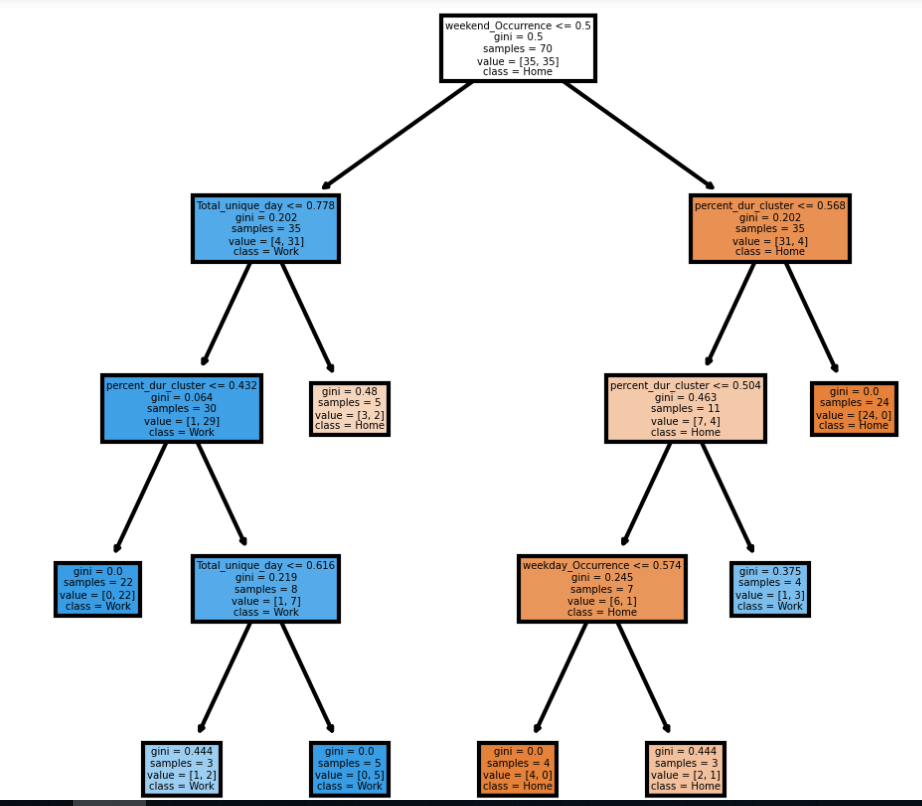 weekend_Occurrence <= 0.5
gini = 0.5
samples = 70
value = [35, 35]
class = Home
Total_unique_day <= 0.778
gini = 0.202
samples = 35
value = [4, 31]
class = Work
percent_dur_cluster <= 0.568
gini = 0.202
samples = 35
value = [31, 4]
class = Home
percent_dur_cluster <= 0.432
gini = 0.064
samples = 30
value = [1, 29]
class = Work
gini = 0.48
samples = 5
value = [3, 2]
class = Home
percent_dur_cluster <= 0.504
gini = 0.463
samples = 11
value = [7, 4]
class = Home
gini = 0.0
samples = 24
value = [24, 0]
class = Home
gini = 0.0
samples = 22
value = [0, 22]
class = Work
Total_unique_day <= 0.616
gini = 0.219
samples = 8
value = [1, 7]
class = Work
weekday_Occurrence <= 0.574
gini = 0.245
samples = 7
value = [6, 1]
class = Home
gini = 0.375
samples = 4
value = [1, 3]
class = Work
gini = 0.444
samples = 3
value = [1, 2]
class = Work
gini = 0.0
samples = 5
value = [0, 5]
class = Work
gini = 0.0
samples = 4
value = [4, 0]
class = Home
gini = 0.444
samples = 3
value = [2, 1]
class = Home